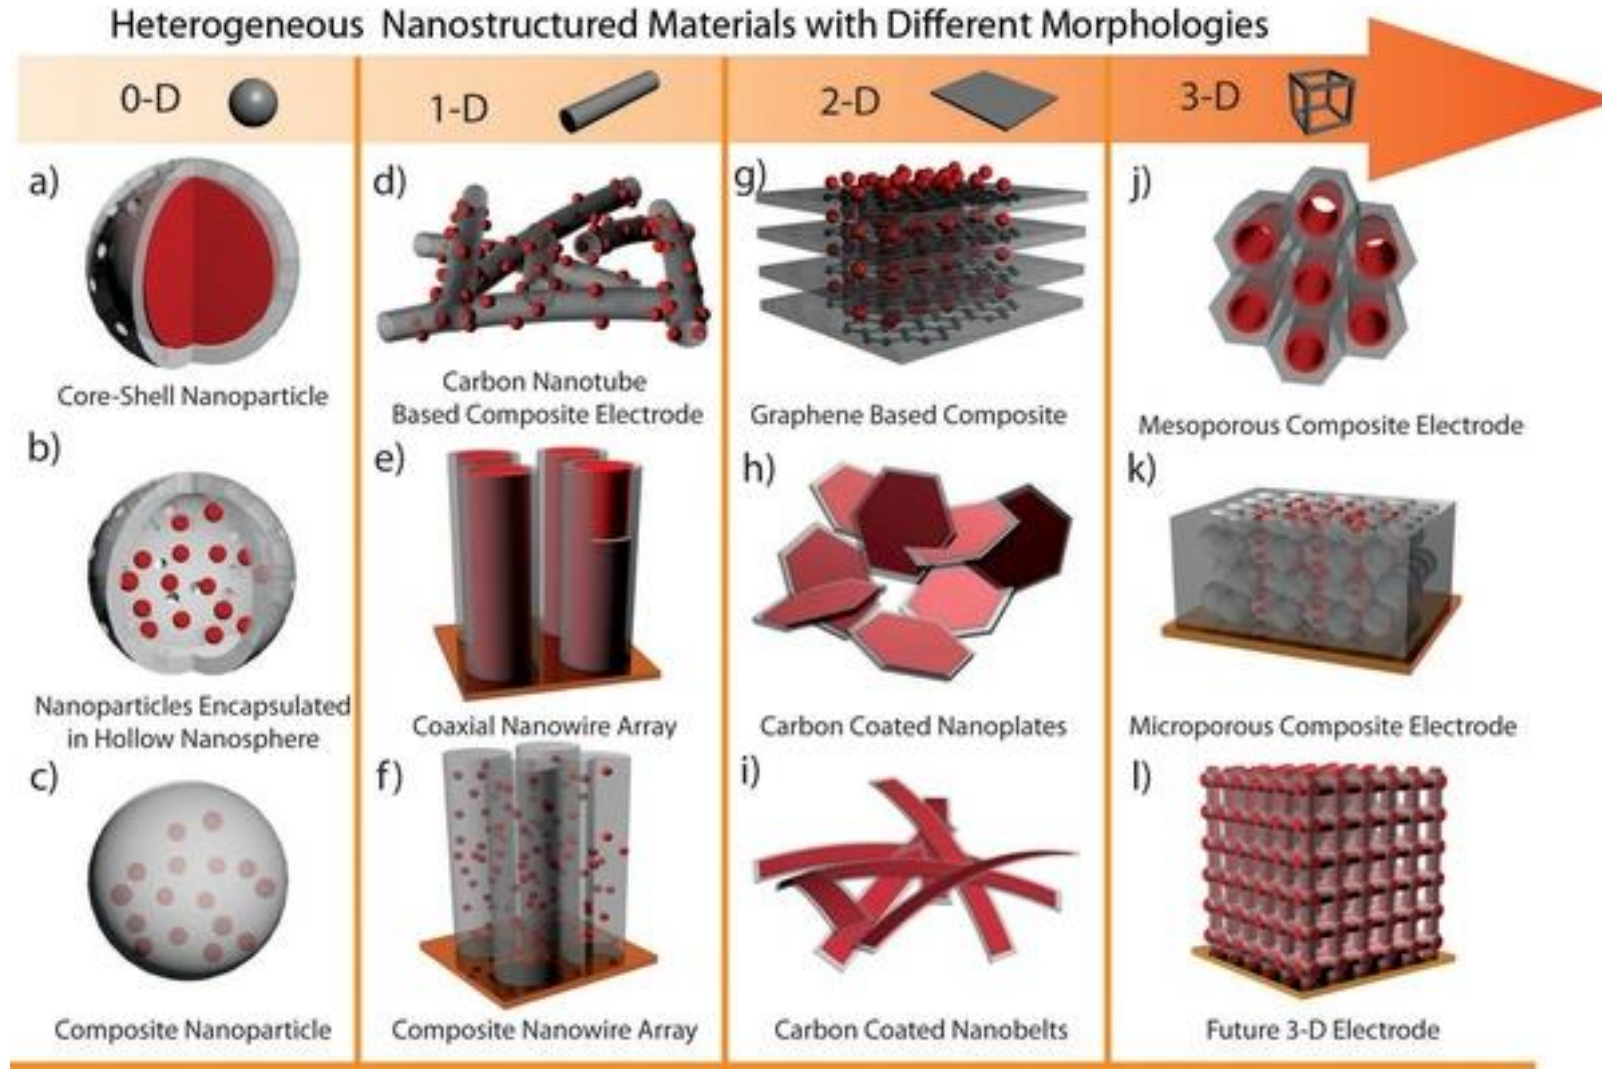 Heterogeneous Nanostructured Materials with Different Morphologies
0-D
1-D
2-D
3-D
a)
Core-Shell Nanoparticle
b)
Nanoparticles Encapsulated
in Hollow Nanosphere
c)
Composite Nanoparticle
d)
Carbon Nanotube
Based Composite Electrode
e)
Coaxial Nanowire Array
f)
Composite Nanowire Array
g)
Graphene Based Composite
h)
Carbon Coated Nanoplates
i)
Carbon Coated Nanobelts
j)
Mesoporous Composite Electrode
k)
Microporous Composite Electrode
l)
Future 3-D Electrode